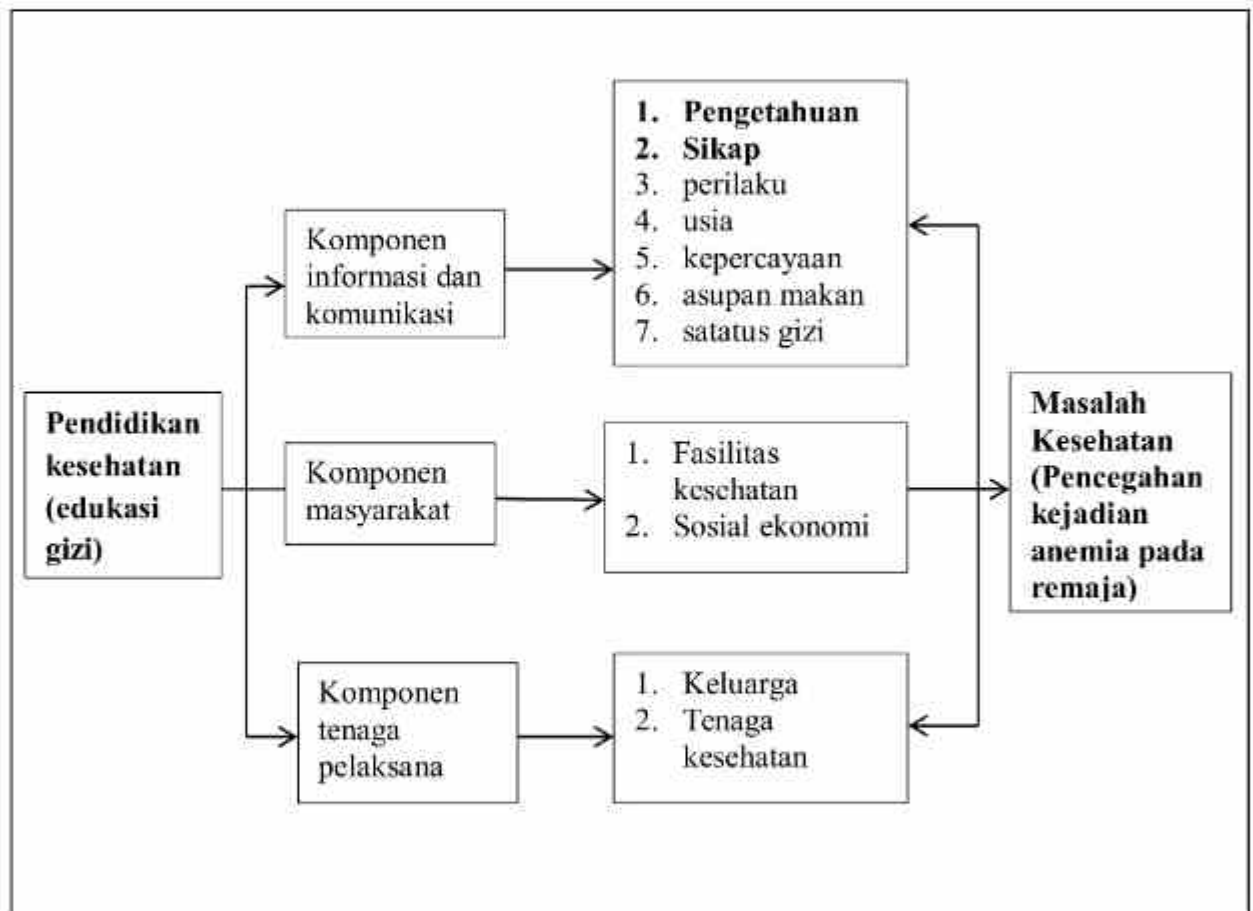 Pendidikan
kesehatan
(edukasi
gizi)
Komponen
informasi dan
komunikasi
Komponen
masyarakat
Komponen
tenaga
pelaksana
1. Pengetahuan
2. Sikap
3. perilaku
4. usia
5. kepercayaan
6. asupan makan
7. satatus gizi
1. Fasilitas
kesehatan
2. Sosial ekonomi
1. Keluarga
2. Tenaga
kesehatan
Masalah
Kesehatan
(Pencegahan
kejadian
anemia pada
remaja)